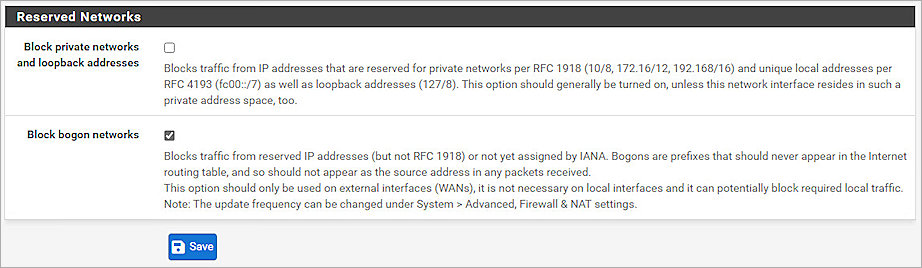 Reserved Networks
Block private networks
and loopback addresses
Blocks traffic from IP addresses that are reserved for private networks per RFC 1918 (10/8, 172.16/12, 192.168/16) and unique local addresses per
RFC 4193 (fc00::/7) as well as loopback addresses (127/8). This option should generally be turned on, unless this network interface resides in such a
private address space, too.
Block bogon networks
Blocks traffic from reserved IP addresses (but not RFC 1918) or not yet assigned by IANA. Bogons are prefixes that should never appear in the Internet
routing table, and so should not appear as the source address in any packets received.
This option should only be used on external interfaces (WANs), it is not necessary on local interfaces and it can potentially block required local traffic.
Note: The update frequency can be changed under System > Advanced, Firewall & NAT settings.
Save